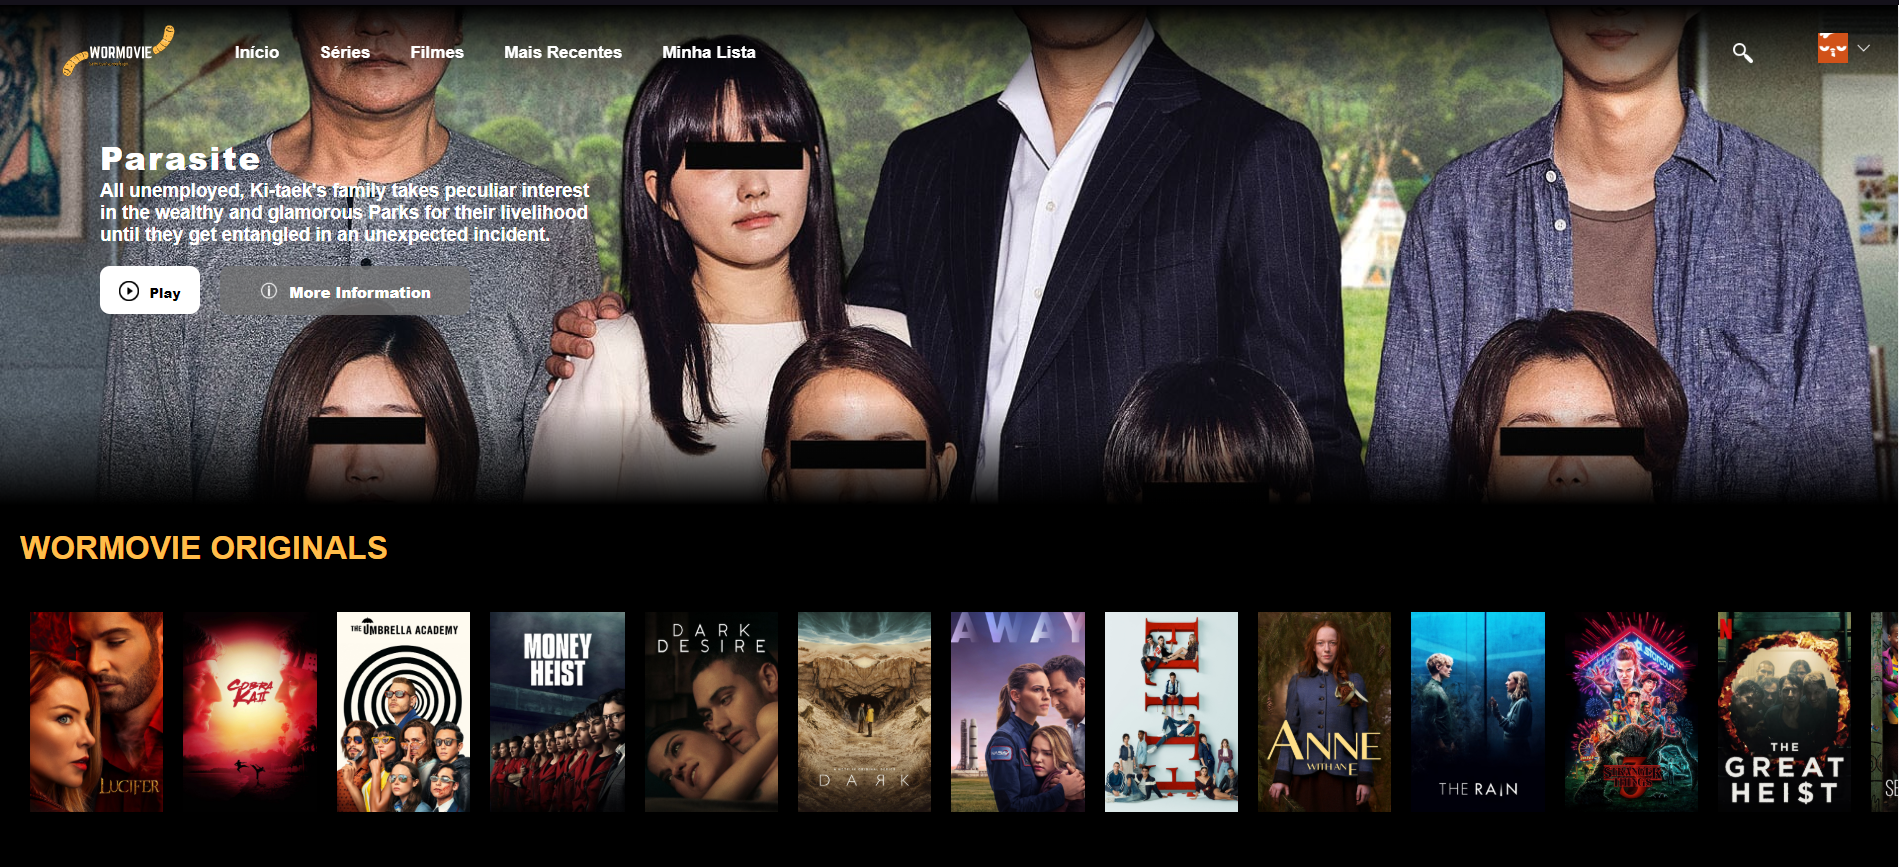 WORMOVIE
Início
Séries
Filmes
Mais Recentes
Minha Lista
Parasite
All unemployed, Ki-taek's family takes peculiar interest
in the wealthy and glamorous Parks for their livelihood
until they get entangled in an unexpected incident.
Play
More Information
WORMOVIE ORIGINALS
LUCIFER
COBRA
KAI
THE UMBRELLA ACADEMY
MONEY
HEIST
DARK
DESIRE
DARK
AWAY
ELITE
ANNE
WITH AN E
THE RAIN
STRANGER
THINGS
3
N
THE
GREAT
HEI$T
SE